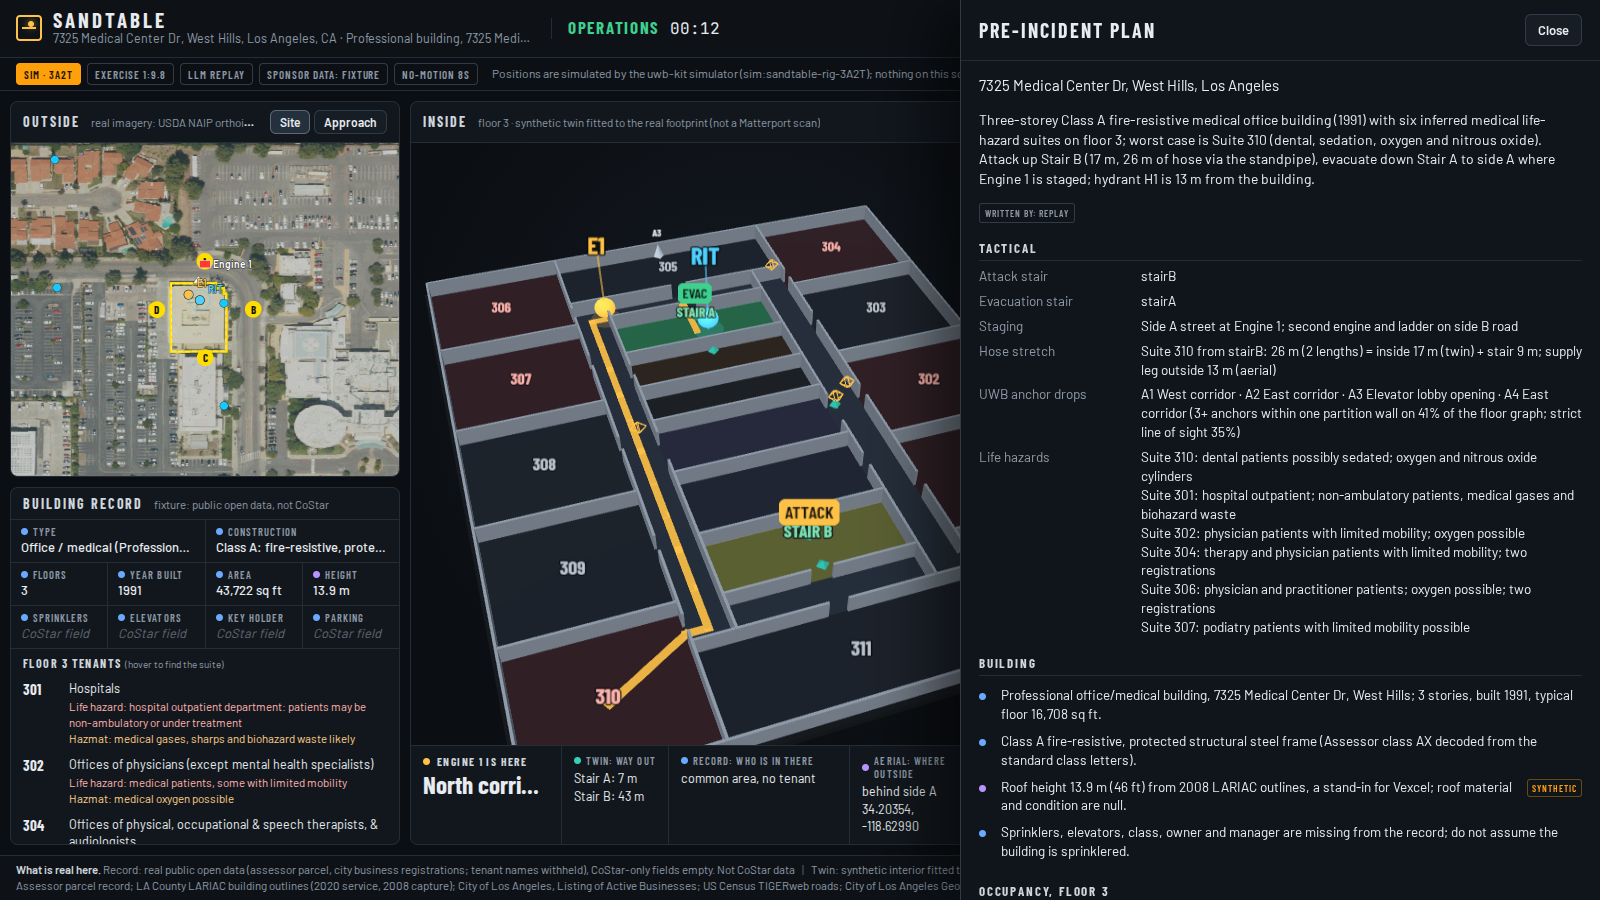 SANDTABLE
7325 Medical Center Dr, West Hills, Los Angeles, CA · Professional building, 7325 Medi...
OPERATIONS 00:12
SIM · 3A2T
EXERCISE 1:9.8
LLM REPLAY
SPONSOR DATA: FIXTURE
NO-MOTION 8S
Positions are simulated by the uwb-kit simulator (sim:sandtable-rig-3A2T); nothing on this sc
OUTSIDE real imagery: USDA NAIP orthoi...
Site
Approach
Engine 1
D
B
C
BUILDING RECORD fixture: public open data, not CoStar
TYPE
Office / medical (Profession...
CONSTRUCTION
Class A: fire-resistive, prote...
FLOORS
3
YEAR BUILT
1991
AREA
43,722 sq ft
HEIGHT
13.9 m
SPRINKLERS
CoStar field
ELEVATORS
CoStar field
KEY HOLDER
CoStar field
PARKING
CoStar field
FLOOR 3 TENANTS (hover to find the suite)
301 Hospitals
Life hazard: hospital outpatient department: patients may be
non-ambulatory or under treatment
Hazmat: medical gases, sharps and biohazard waste likely
302 Offices of physicians (except mental health specialists)
Life hazard: medical patients, some with limited mobility
Hazmat: medical oxygen possible
304 Offices of physical, occupational & speech therapists, &
audiologists
INSIDE floor 3 · synthetic twin fitted to the real footprint (not a Matterport scan)
E1
A3
305
RIT
304
EVAC
STAIR A
306
303
307
302
308
ATTACK
STAIR B
309
311
310
ENGINE 1 IS HERE
North corri...
TWIN: WAY OUT
Stair A: 7 m
Stair B: 43 m
RECORD: WHO IS IN THERE
common area, no tenant
AERIAL: WHERE
OUTSIDE
behind side A
34.20354,
-118.62990
What is real here. Record: real public open data (assessor parcel, city business registrations; tenant names withheld), CoStar-only fields empty. Not CoStar data | Twin: synthetic interior fitted t
Assessor parcel record; LA County LARIAC building outlines (2020 service, 2008 capture); City of Los Angeles, Listing of Active Businesses; US Census TIGERweb roads; City of Los Angeles Geo
PRE-INCIDENT PLAN
Close
7325 Medical Center Dr, West Hills, Los Angeles
Three-storey Class A fire-resistive medical office building (1991) with six inferred medical life-
hazard suites on floor 3; worst case is Suite 310 (dental, sedation, oxygen and nitrous oxide).
Attack up Stair B (17 m, 26 m of hose via the standpipe), evacuate down Stair A to side A where
Engine 1 is staged; hydrant H1 is 13 m from the building.
WRITTEN BY: REPLAY
TACTICAL
Attack stair stairB
Evacuation stair stairA
Staging Side A street at Engine 1; second engine and ladder on side B road
Hose stretch Suite 310 from stairB: 26 m (2 lengths) = inside 17 m (twin) + stair 9 m; supply
leg outside 13 m (aerial)
UWB anchor drops A1 West corridor · A2 East corridor · A3 Elevator lobby opening · A4 East
corridor (3+ anchors within one partition wall on 41% of the floor graph; strict
line of sight 35%)
Life hazards Suite 310: dental patients possibly sedated; oxygen and nitrous oxide
cylinders
Suite 301: hospital outpatient; non-ambulatory patients, medical gases and
biohazard waste
Suite 302: physician patients with limited mobility; oxygen possible
Suite 304: therapy and physician patients with limited mobility; two
registrations
Suite 306: physician and practitioner patients; oxygen possible; two
registrations
Suite 307: podiatry patients with limited mobility possible
BUILDING
Professional office/medical building, 7325 Medical Center Dr, West Hills; 3 stories, built 1991, typical
floor 16,708 sq ft.
Class A fire-resistive, protected structural steel frame (Assessor class AX decoded from the
standard class letters).
Roof height 13.9 m (46 ft) from 2008 LARIAC outlines, a stand-in for Vexcel; roof material
and condition are null.
SYNTHETIC
Sprinklers, elevators, class, owner and manager are missing from the record; do not assume the
building is sprinklered.
OCCUPANCY, FLOOR 3